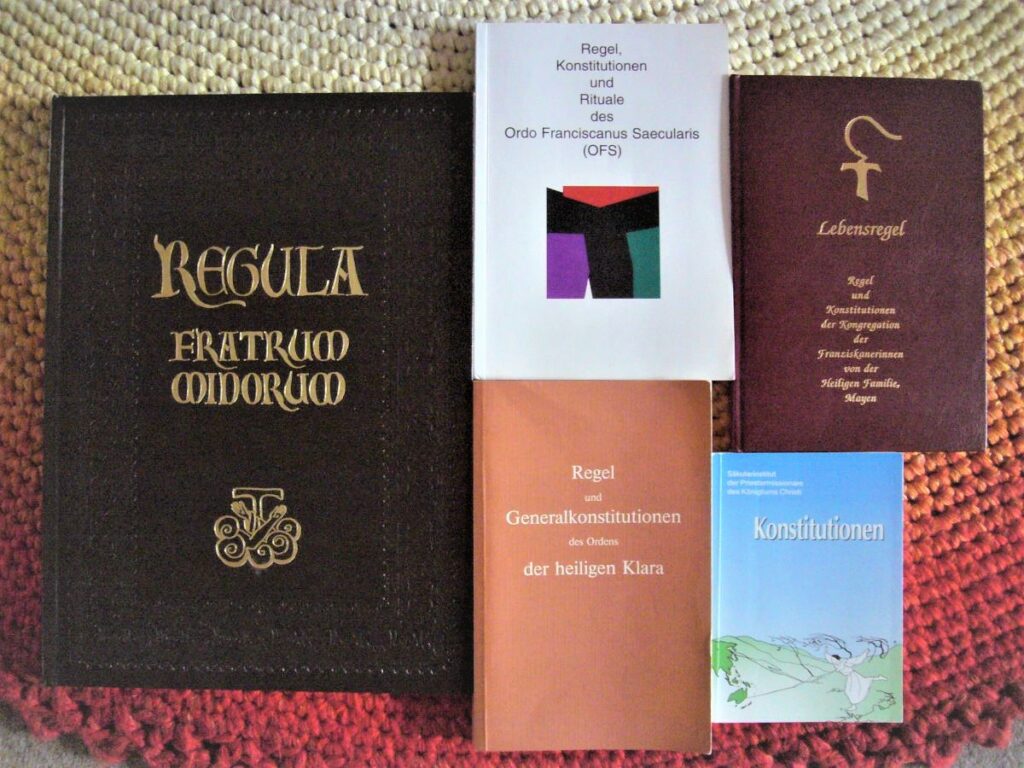 REGULA
FRATRUM
MINORUM
Regel,
Konstitutionen
und
Rituale
des
Ordo Franciscanus Saecularis
(OFS)
Lebensregel
Regel
und
Konstitutionen
der Kongregation
der
Franziskanerinnen
von der
Heiligen Familie,
Mayen
Regel
und
Generalkonstitutionen
des Ordens
der heiligen Klara
Säkularinstitut
der Priestermissionare
des Königtums Christi
Konstitutionen